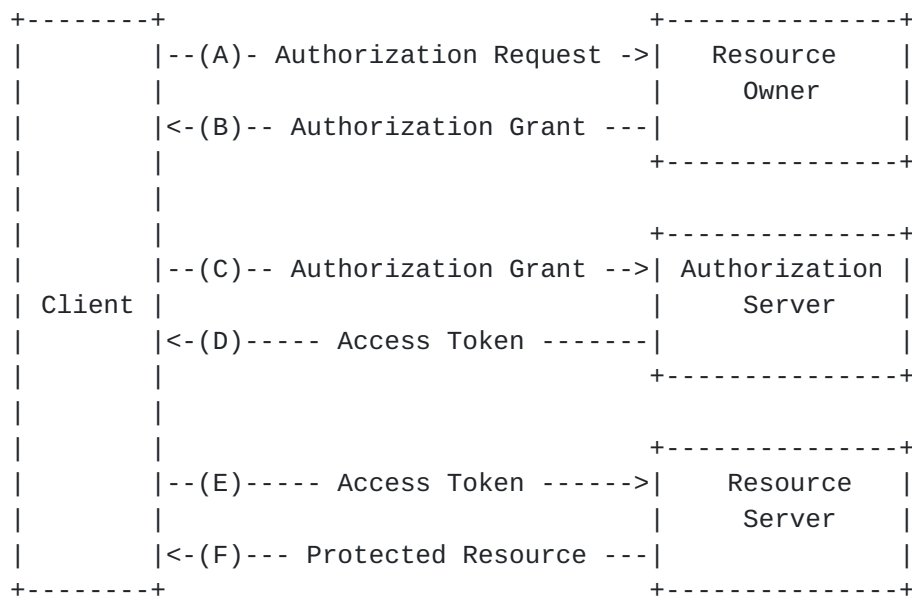 +--------+                               +---------------+
|        |--(A)- Authorization Request ->|   Resource    |
|        |                               |     Owner     |
|        |<-(B)-- Authorization Grant ---|               |
|        |                               +---------------+
|        |
|        |                               +---------------+
|        |--(C)-- Authorization Grant -->| Authorization |
| Client |                               |     Server    |
|        |<-(D)----- Access Token -------|               |
|        |                               +---------------+
|        |
|        |                               +---------------+
|        |--(E)----- Access Token ------>|    Resource   |
|        |                               |     Server    |
|        |<-(F)--- Protected Resource ---|               |
+--------+                               +---------------+